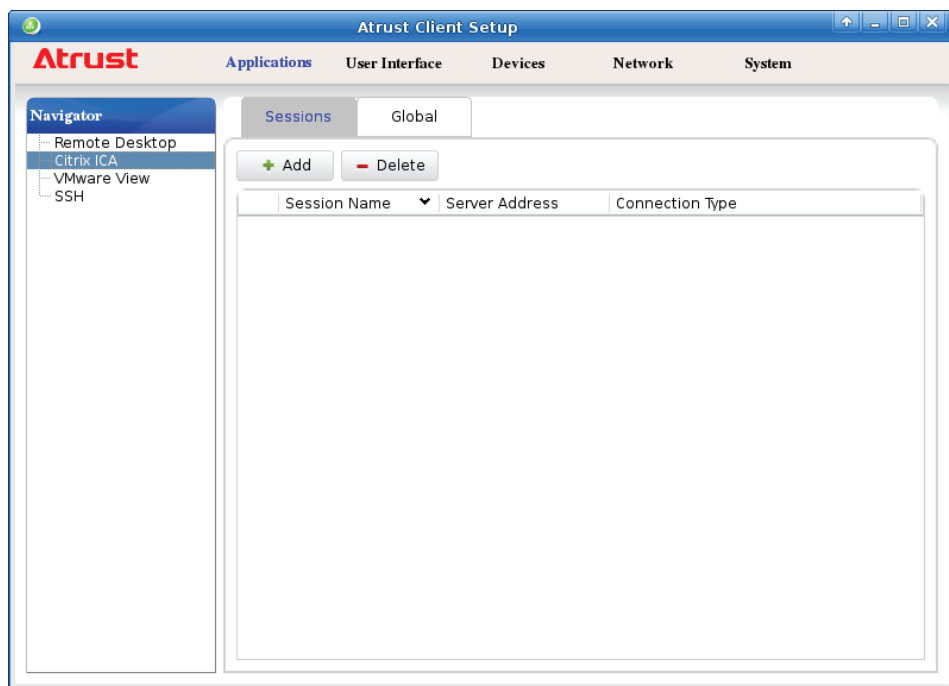 Atrust Client Setup
Atrust
Applications User Interface Devices Network System
Navigator
Remote Desktop
Citrix ICA
VMware View
SSH
Sessions Global
Add Delete
Session Name Server Address Connection Type